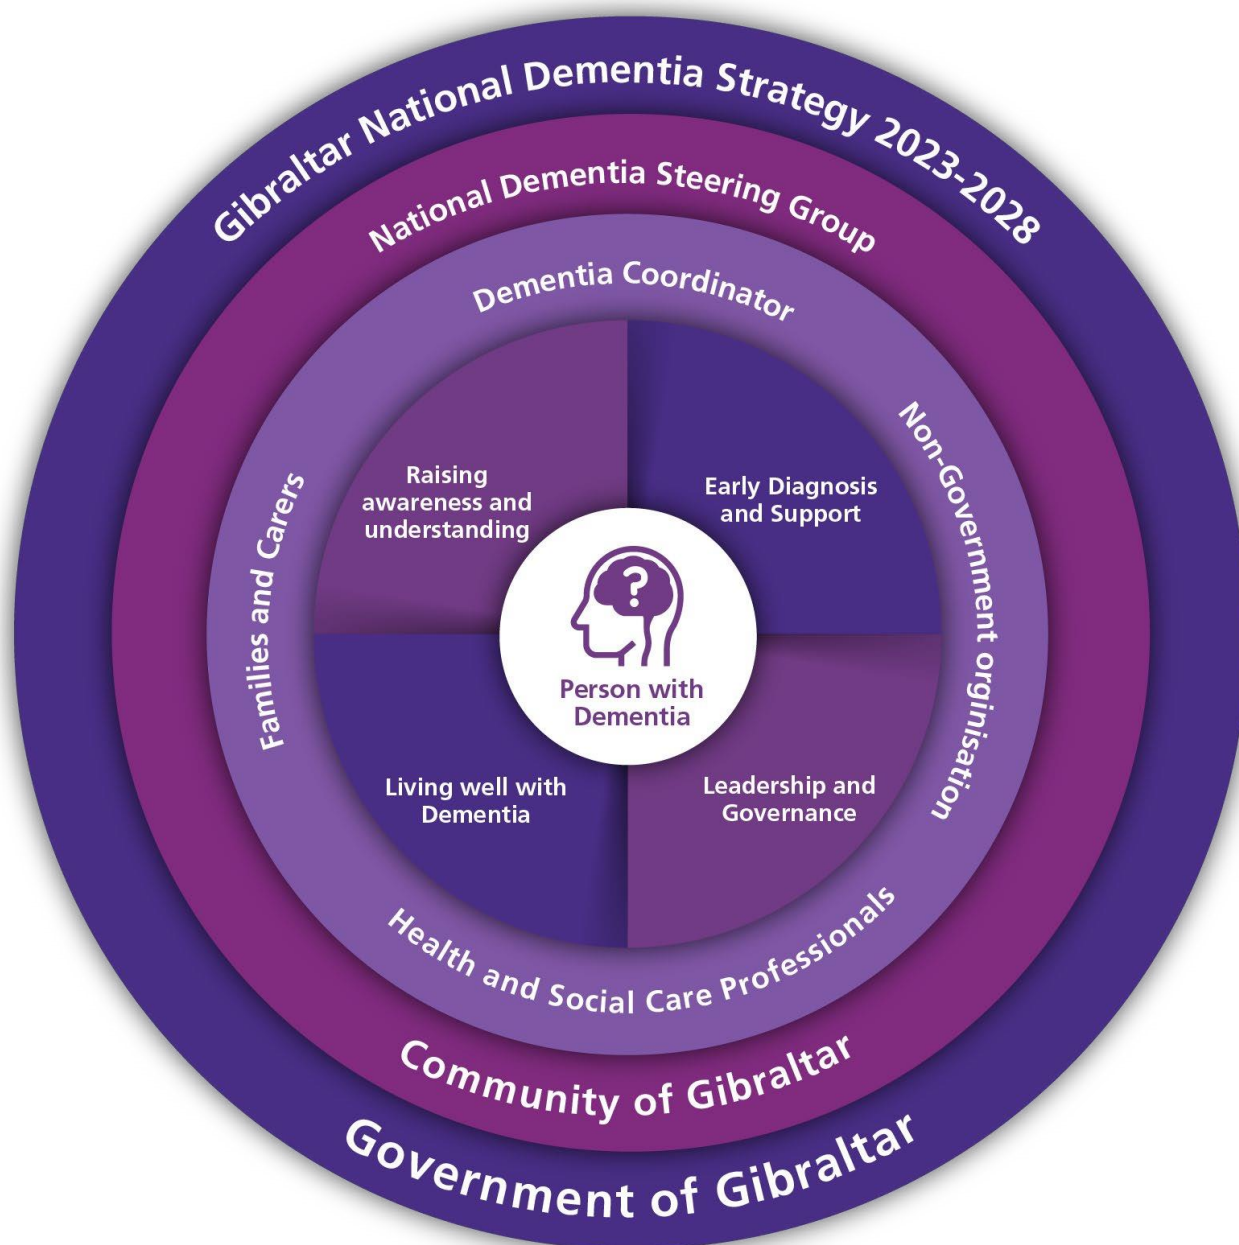 Gibraltar National Dementia Strategy 2023-2028
National Dementia Steering Group
Dementia Coordinator
Families and Carers
Non-Government orginisation
Raising
awareness and
understanding
Early Diagnosis
and Support
?
Person with
Dementia
Living well with
Dementia
Leadership and
Governance
Health and Social Care Professionals
Community of Gibraltar
Government of Gibraltar